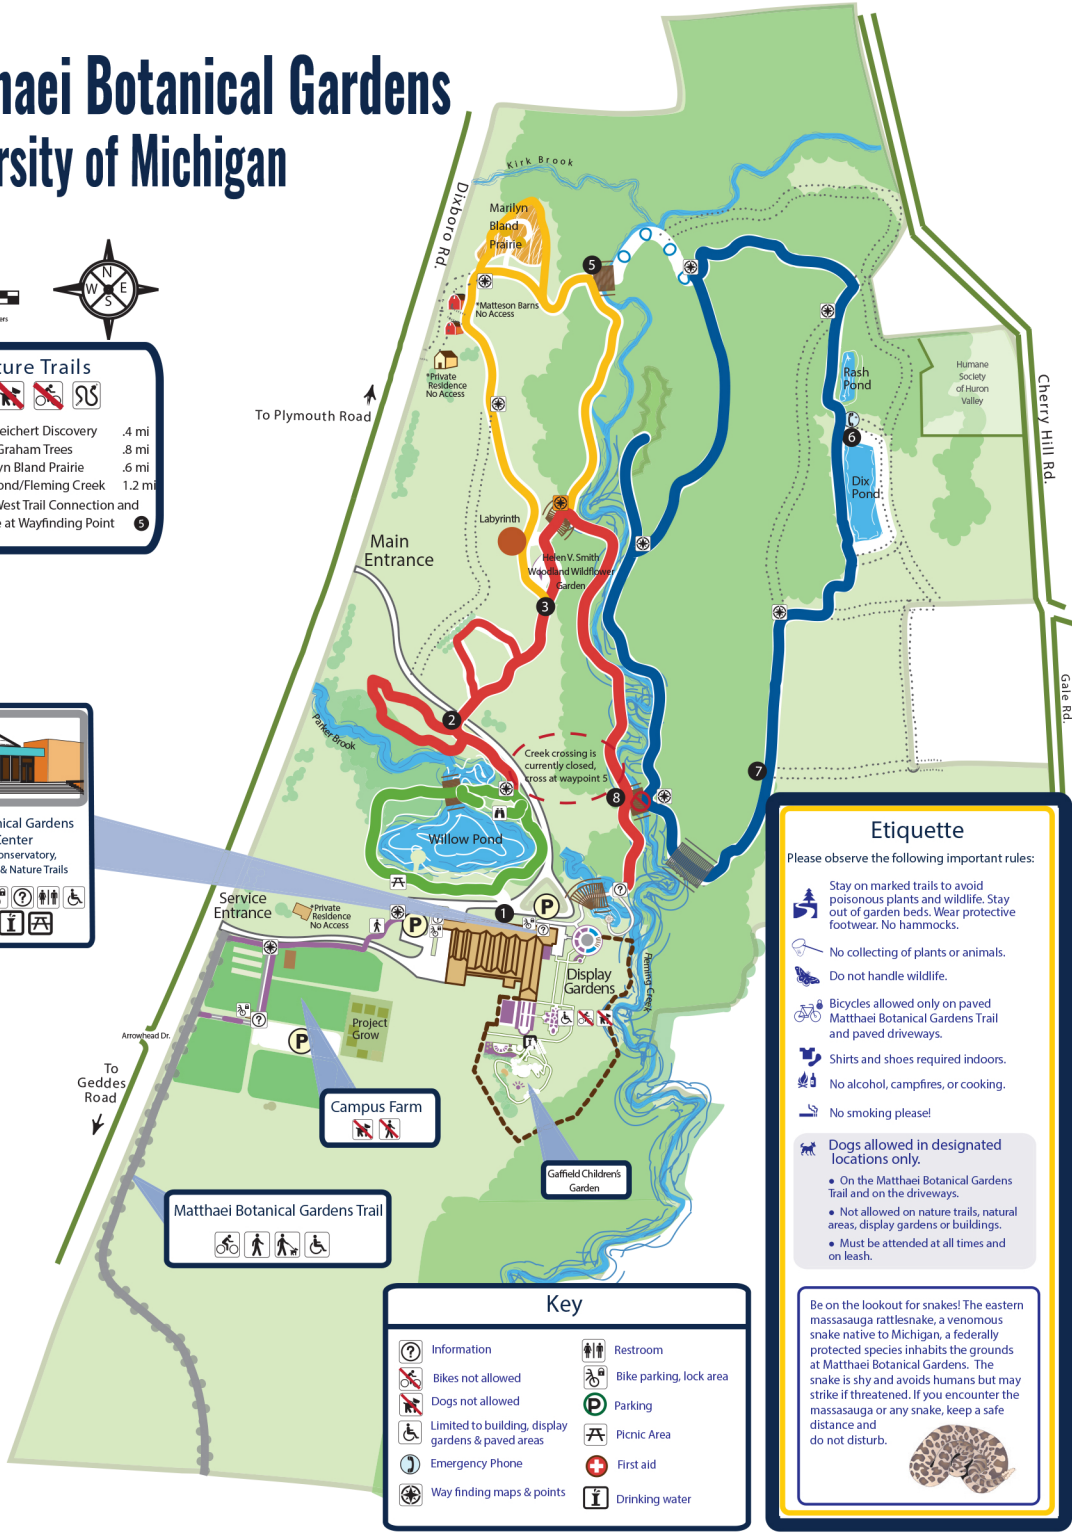 haei Botanical Gardens
rsity of Michigan
Kirk Brook
Dixboro Rd.
Marilyn
Bland
Prairie
N
W E
S
5
*Matteson Barns
No Access
ers
ture Trails
eichert Discovery .4 mi
Graham Trees .8 mi
yn Bland Prairie .6 mi
ond/Fleming Creek 1.2 mi
West Trail Connection and
e at Wayfinding Point 5
*Private
Residence
No Access
To Plymouth Road
Rash
Pond
6
Dix
Pond
Humane
Society
of Huron
Valley
Cherry Hill Rd.
Gale Rd.
Labyrinth
Main
Entrance
Helen V. Smith
Woodland Wildflower
Garden
3
2
Parker Brook
Creek crossing is
currently closed,
cross at waypoint 5
7
8
Willow Pond
nical Gardens
Center
onservatory,
& Nature Trails
Service
Entrance
*Private
Residence
No Access
P
1
P
Display
Gardens
Fleming Creek
Project
Grow
P
Arrowhead Dr.
To
Geddes
Road
Campus Farm
Gaffield Children's
Garden
Matthaei Botanical Gardens Trail
Key
Information
Bikes not allowed
Dogs not allowed
Limited to building, display
gardens & paved areas
Emergency Phone
Way finding maps & points
Restroom
Bike parking, lock area
P Parking
Picnic Area
First aid
Drinking water
Etiquette
Please observe the following important rules:
Stay on marked trails to avoid
poisonous plants and wildlife. Stay
out of garden beds. Wear protective
footwear. No hammocks.
No collecting of plants or animals.
Do not handle wildlife.
Bicycles allowed only on paved
Matthaei Botanical Gardens Trail
and paved driveways.
Shirts and shoes required indoors.
No alcohol, campfires, or cooking.
No smoking please!
Dogs allowed in designated
locations only.
• On the Matthaei Botanical Gardens
Trail and on the driveways.
• Not allowed on nature trails, natural
areas, display gardens or buildings.
• Must be attended at all times and
on leash.
Be on the lookout for snakes! The eastern
massasauga rattlesnake, a venomous
snake native to Michigan, a federally
protected species inhabits the grounds
at Matthaei Botanical Gardens. The
snake is shy and avoids humans but may
strike if threatened. If you encounter the
massasauga or any snake, keep a safe
distance and
do not disturb.